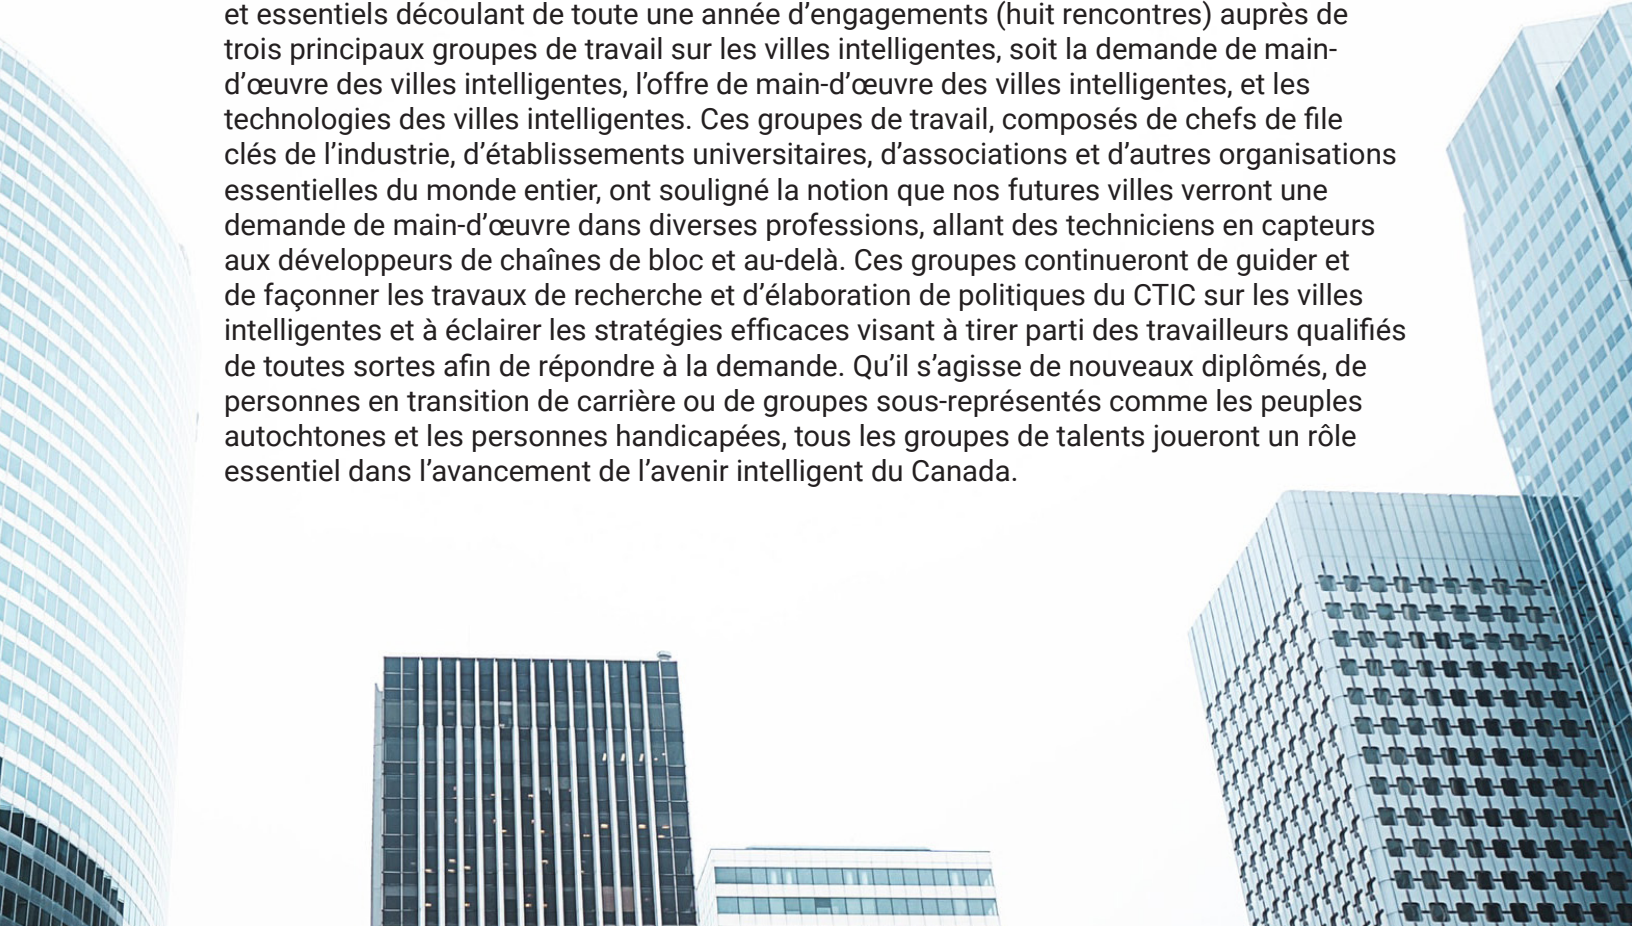 et essentiels découlant de toute une année d’engagements (huit rencontres) auprès de
trois principaux groupes de travail sur les villes intelligentes, soit la demande de main-
d’œuvre des villes intelligentes, l’offre de main-d’œuvre des villes intelligentes, et les
technologies des villes intelligentes. Ces groupes de travail, composés de chefs de file
clés de l’industrie, d’établissements universitaires, d’associations et d’autres organisations
essentielles du monde entier, ont souligné la notion que nos futures villes verront une
demande de main-d’œuvre dans diverses professions, allant des techniciens en capteurs
aux développeurs de chaînes de bloc et au-delà. Ces groupes continueront de guider et
de façonner les travaux de recherche et d’élaboration de politiques du CTIC sur les villes
intelligentes et à éclairer les stratégies efficaces visant à tirer parti des travailleurs qualifiés
de toutes sortes afin de répondre à la demande. Qu’il s’agisse de nouveaux diplômés, de
personnes en transition de carrière ou de groupes sous-représentés comme les peuples
autochtones et les personnes handicapées, tous les groupes de talents joueront un rôle
essentiel dans l’avancement de l’avenir intelligent du Canada.